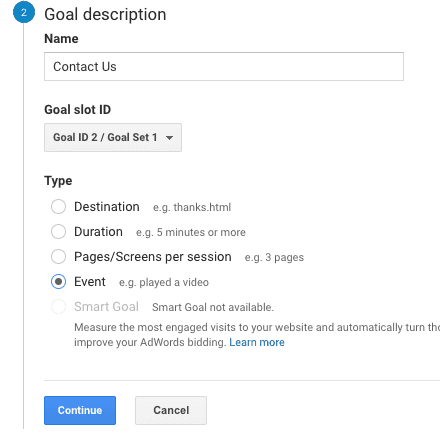 2 Goal description
Name
Contact Us
Goal slot ID
Goal ID 2 / Goal Set 1
Type
Destination e.g. thanks.html
Duration e.g. 5 minutes or more
Pages/Screens per session e.g. 3 pages
Event e.g. played a video
Smart Goal Smart Goal not available.
Measure the most engaged visits to your website and automatically turn
improve your AdWords bidding. Learn more
Continue Cancel